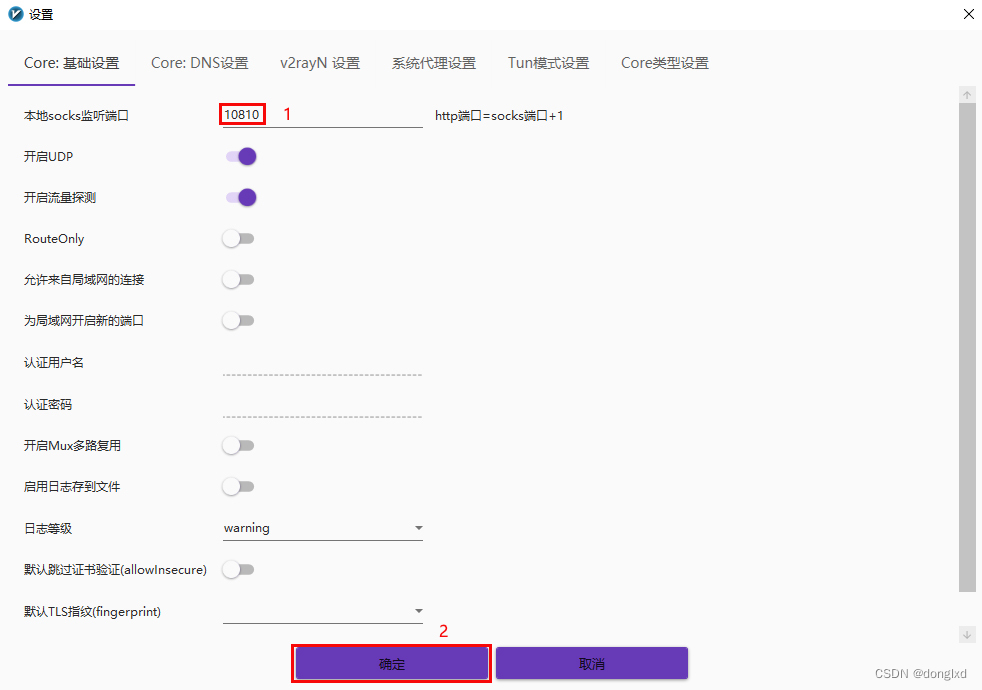 设置
Core: 基础设置 Core: DNS设置 v2rayN 设置 系统代理设置 Tun模式设置 Core类型设置
本地socks监听端口 10810 1 http端口=socks端口+1
开启UDP
开启流量探测
RouteOnly
允许来自局域网的连接
为局域网开启新的端口
认证用户名
认证密码
开启Mux多路复用
启用日志存到文件
日志等级 warning
默认跳过证书验证(allowInsecure)
默认TLS指纹(fingerprint)
2
确定 取消
CSDN @donglxd